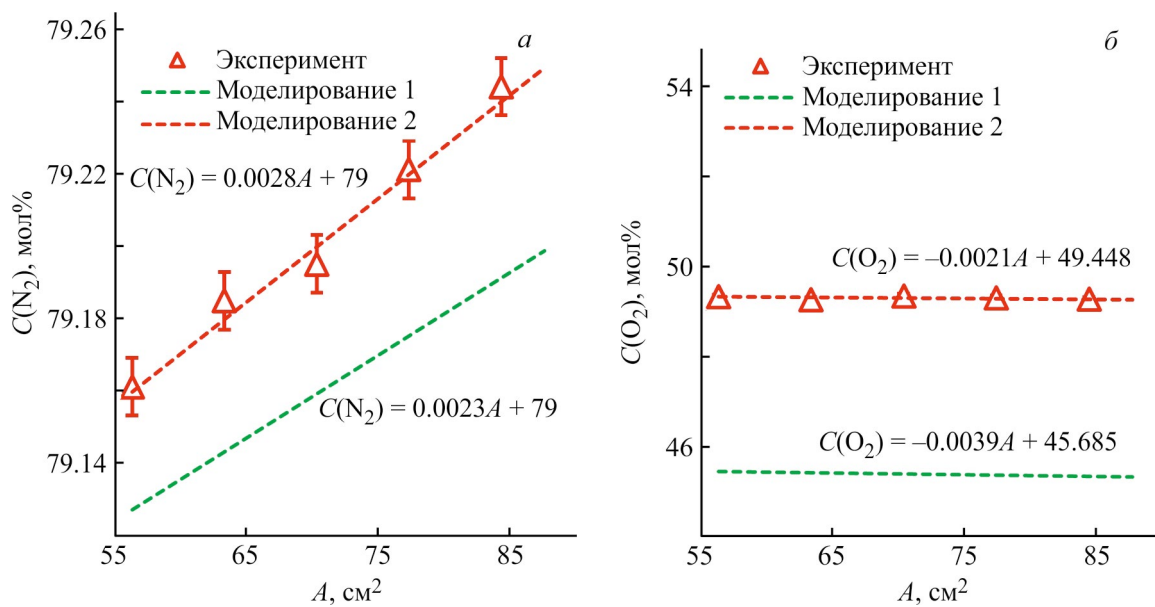 79.26
79.22
79.18
79.14
C(N₂), мол%
а
Эксперимент
Моделирование 1
Моделирование 2
C(N₂) = 0.0028A + 79
C(N₂) = 0.0023A + 79
55
65
75
85
A, см²
54
50
46
C(O₂), мол%
б
Эксперимент
Моделирование 1
Моделирование 2
C(O₂) = –0.0021A + 49.448
C(O₂) = –0.0039A + 45.685
55
65
75
85
A, см²